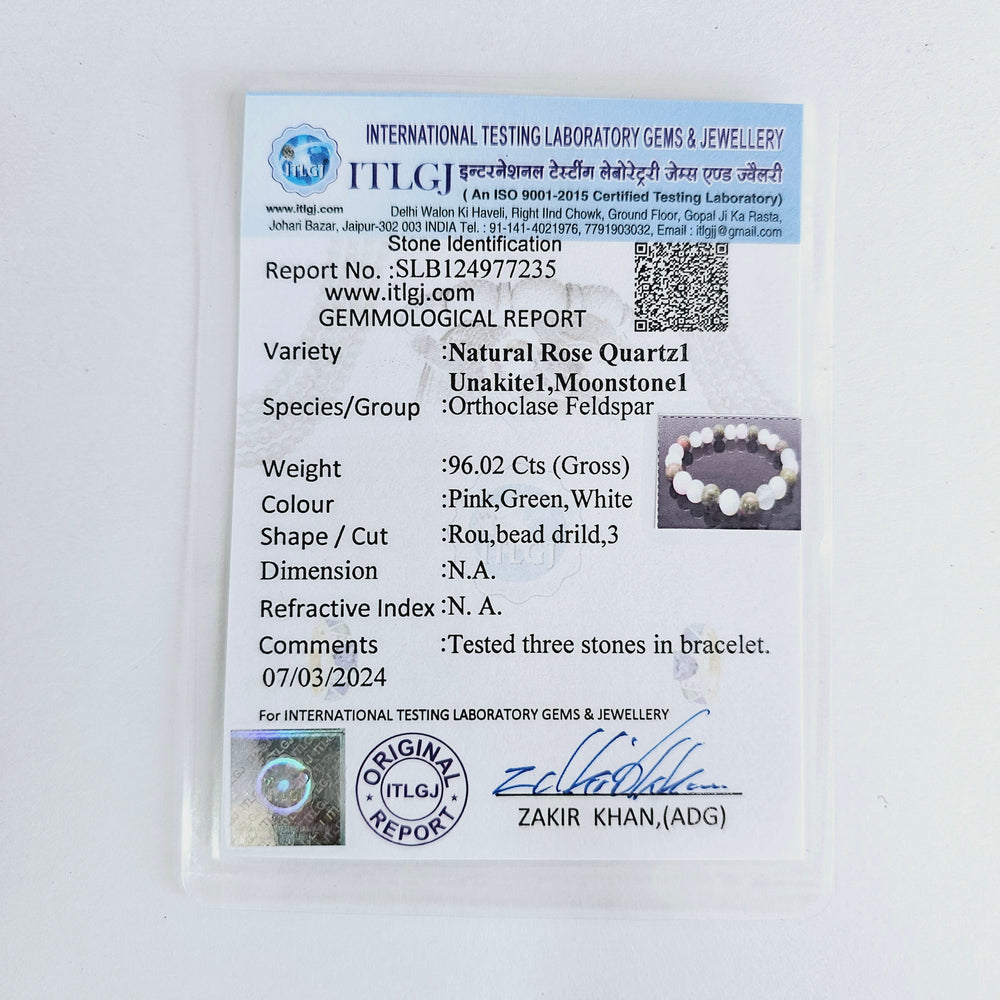 INTERNATIONAL TESTING LABORATORY GEMS & JEWELLERY
ITLGJ
ITLGJ इन्टरनेशनल टेस्टींग लेबोरेट्ररी जेम्स एण्ड ज्वैलरी
( An ISO 9001-2015 Certified Testing Laboratory)
www.itlgj.com Delhi Walon Ki Haveli, Right IInd Chowk, Ground Floor, Gopal Ji Ka Rasta,
Johari Bazar, Jaipur-302 003 INDIA Tel. : 91-141-4021976, 7791903032, Email : itlgjj@gmail.com
Stone Identification
Report No. :SLB124977235
www.itlgj.com
GEMMOLOGICAL REPORT
Variety :Natural Rose Quartz1
Unakite1,Moonstone1
Species/Group :Orthoclase Feldspar
Weight :96.02 Cts (Gross)
Colour :Pink,Green,White
Shape / Cut :Rou,bead drild,3
ITLGJ
Dimension :N.A.
Refractive Index :N. A.
Comments :Tested three stones in bracelet.
07/03/2024
For INTERNATIONAL TESTING LABORATORY GEMS & JEWELLERY
ORIGINAL
ITLGJ
REPORT
ZAKIR KHAN,(ADG)